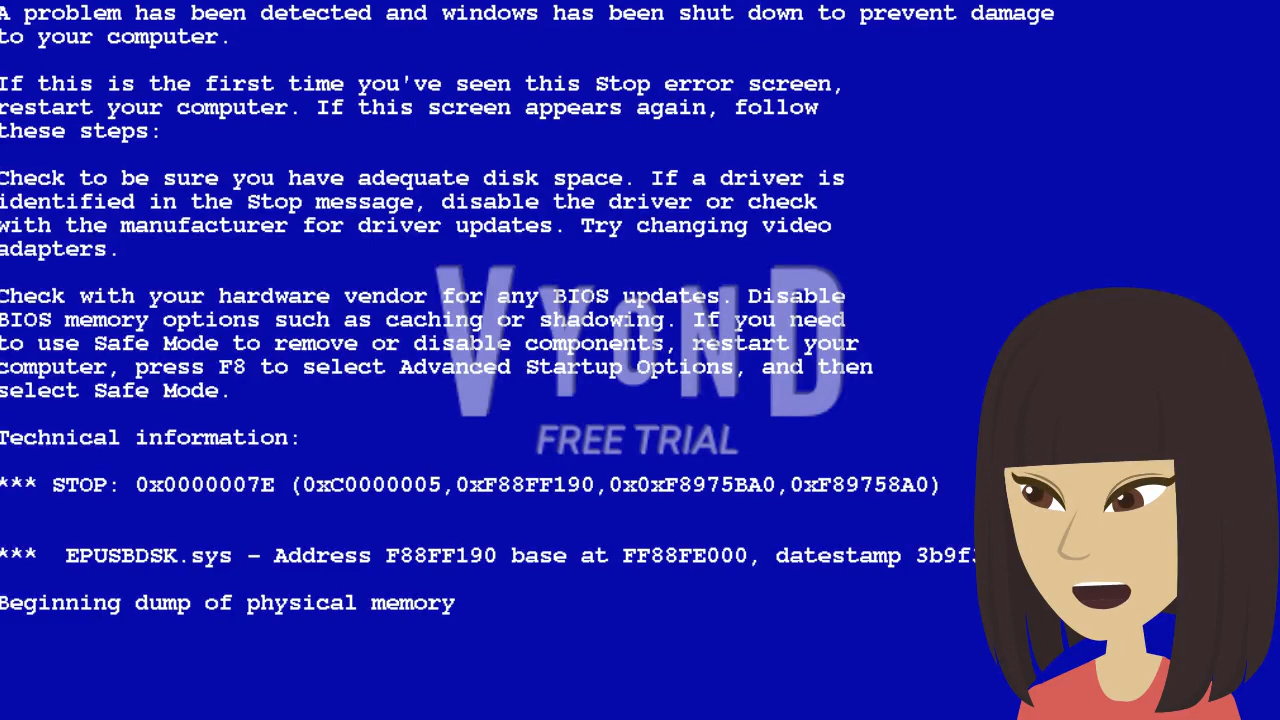 A problem has been detected and windows has been shut down to prevent damage
to your computer.
If this is the first time you've seen this Stop error screen,
restart your computer. If this screen appears again, follow
these steps:
Check to be sure you have adequate disk space. If a driver is
identified in the Stop message, disable the driver or check
with the manufacturer for driver updates. Try changing video
adapters.
Check with your hardware vendor for any BIOS updates. Disable
BIOS memory options such as caching or shadowing. If you need
to use Safe Mode to remove or disable components, restart your
computer, press F8 to select Advanced Startup Options, and then
select Safe Mode.
VYOND
FREE TRIAL
Technical information:
*** STOP: 0x0000007E (0xC0000005,0xF88FF190,0x0xF8975BA0,0xF89758A0)
*** EPUSBDSK.sys – Address F88FF190 base at FF88FE000, datestamp
Beginning dump of physical memory